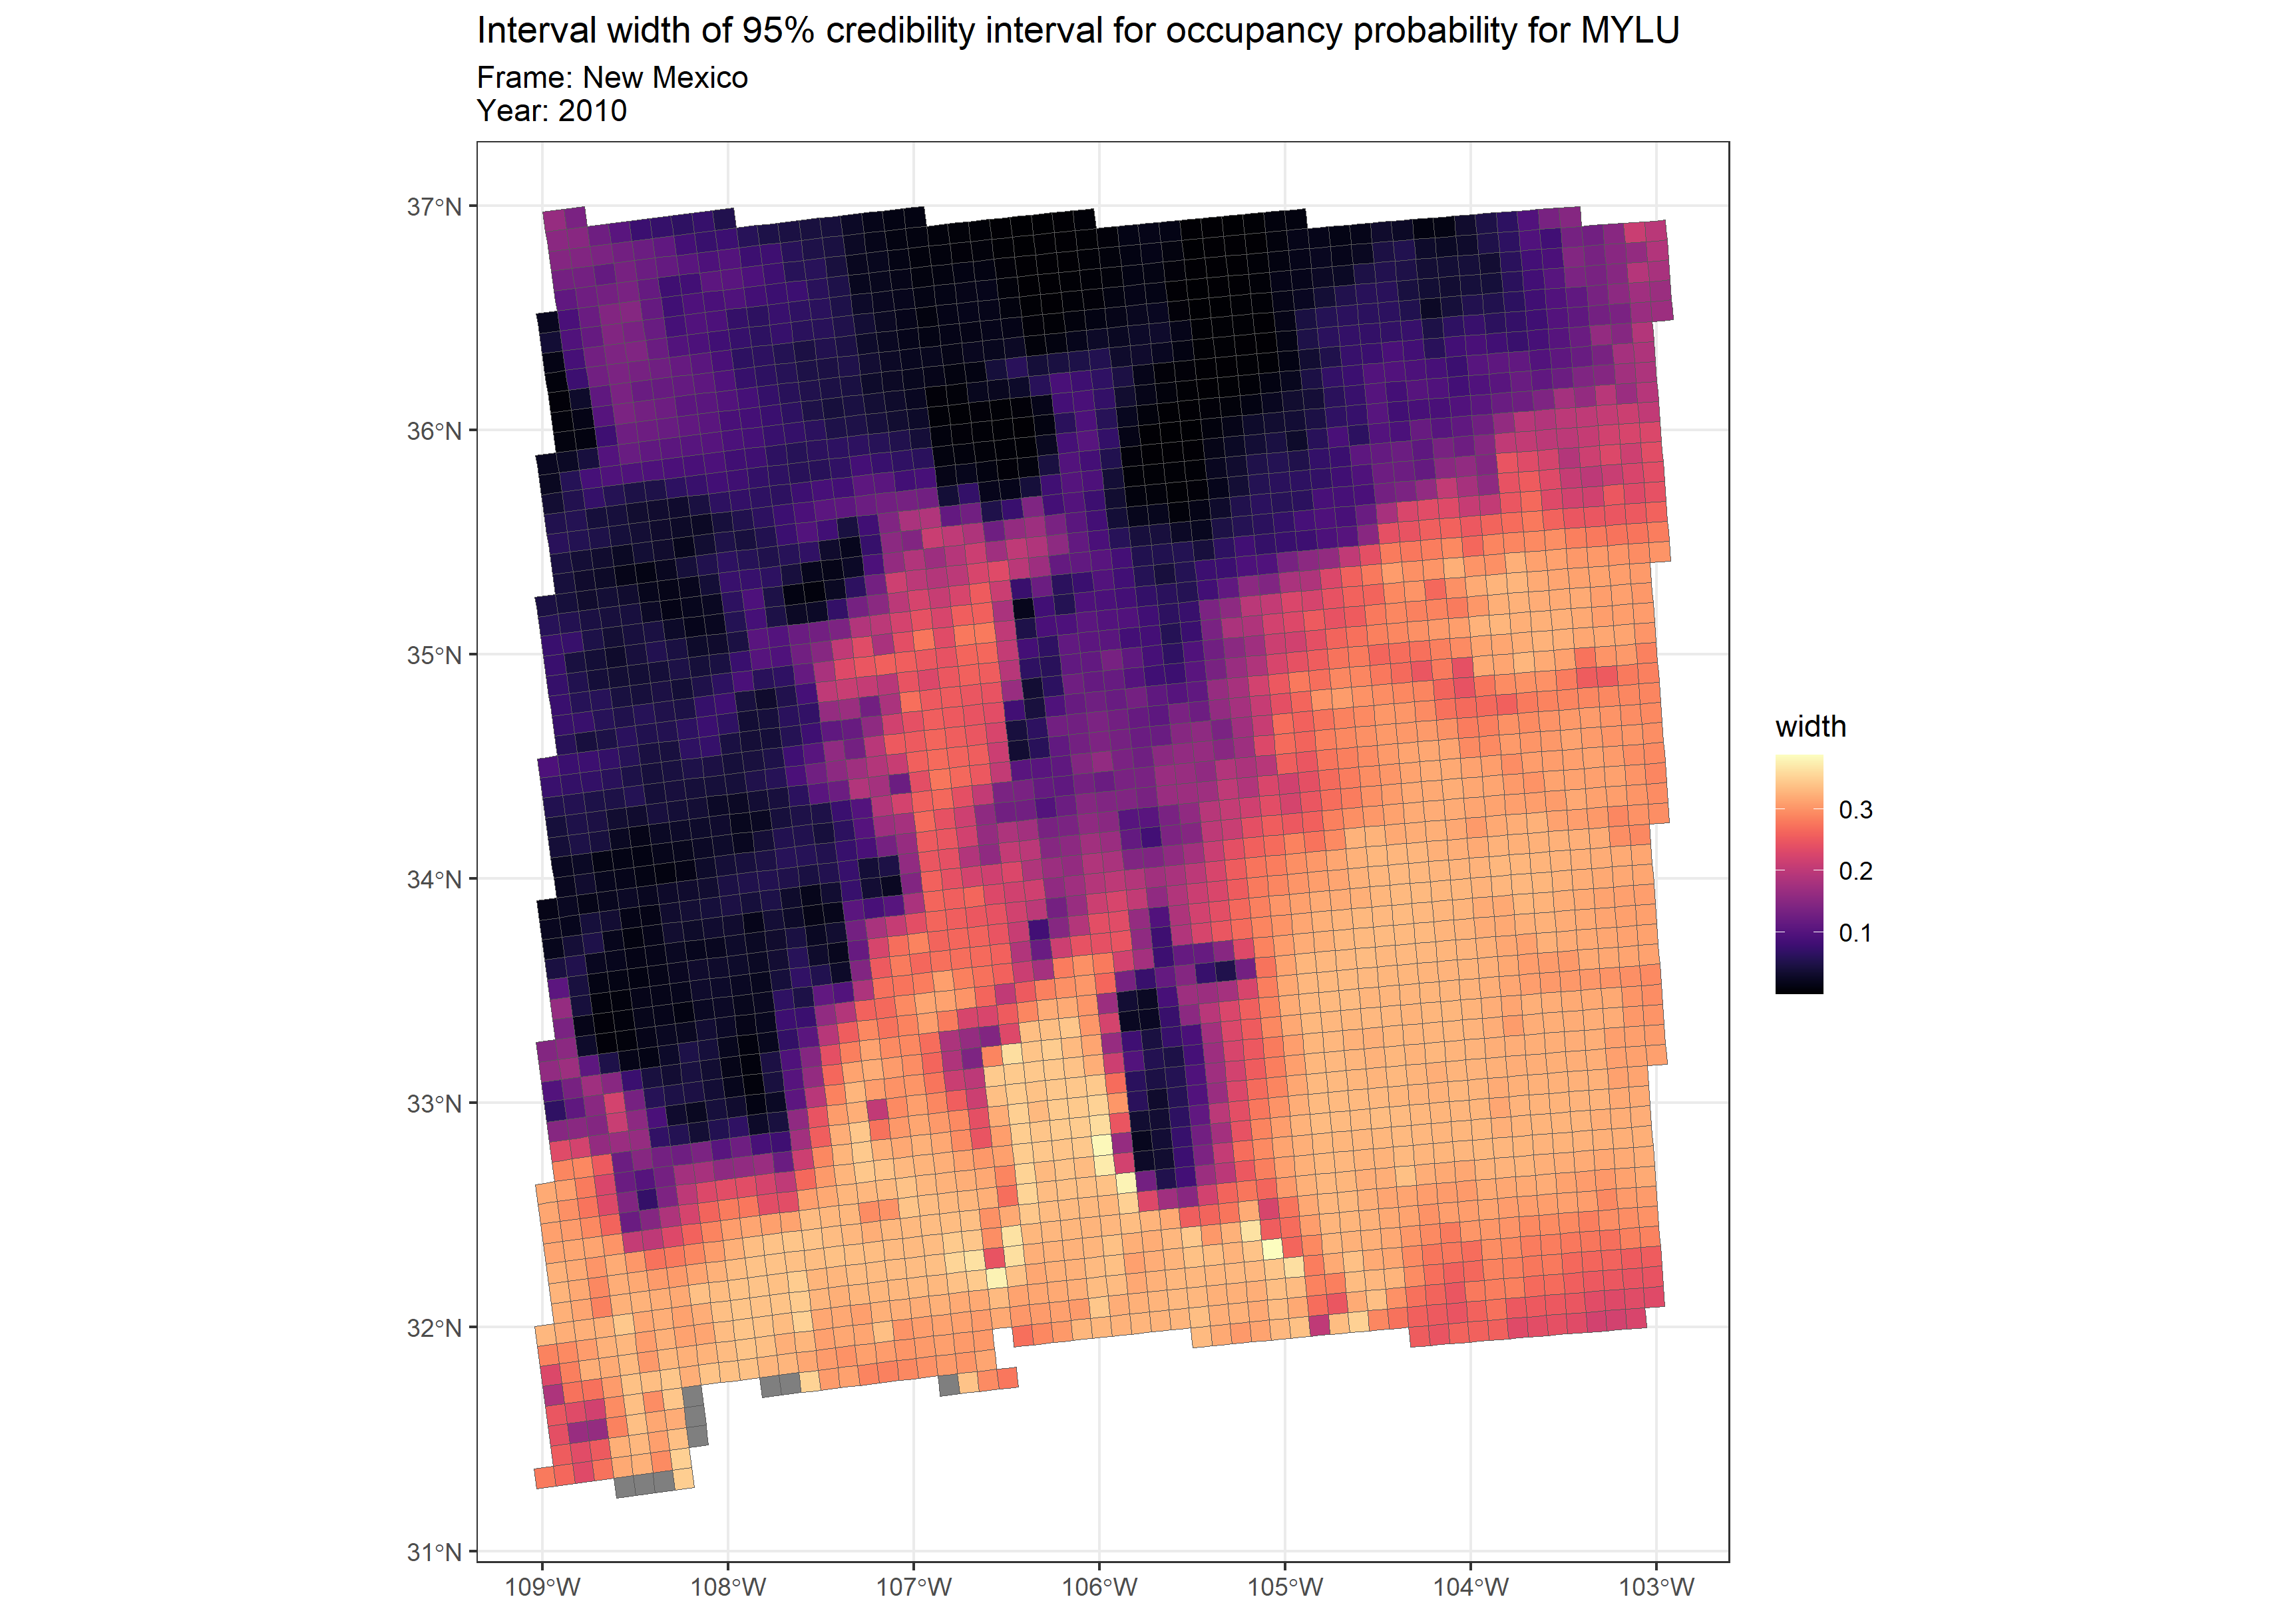 Interval width of 95% credibility interval for occupancy probability for MYLU
Frame: New Mexico
Year: 2010
37°N
36°N
35°N
34°N
33°N
32°N
31°N
109°W
108°W
107°W
106°W
105°W
104°W
103°W
width
0.3
0.2
0.1